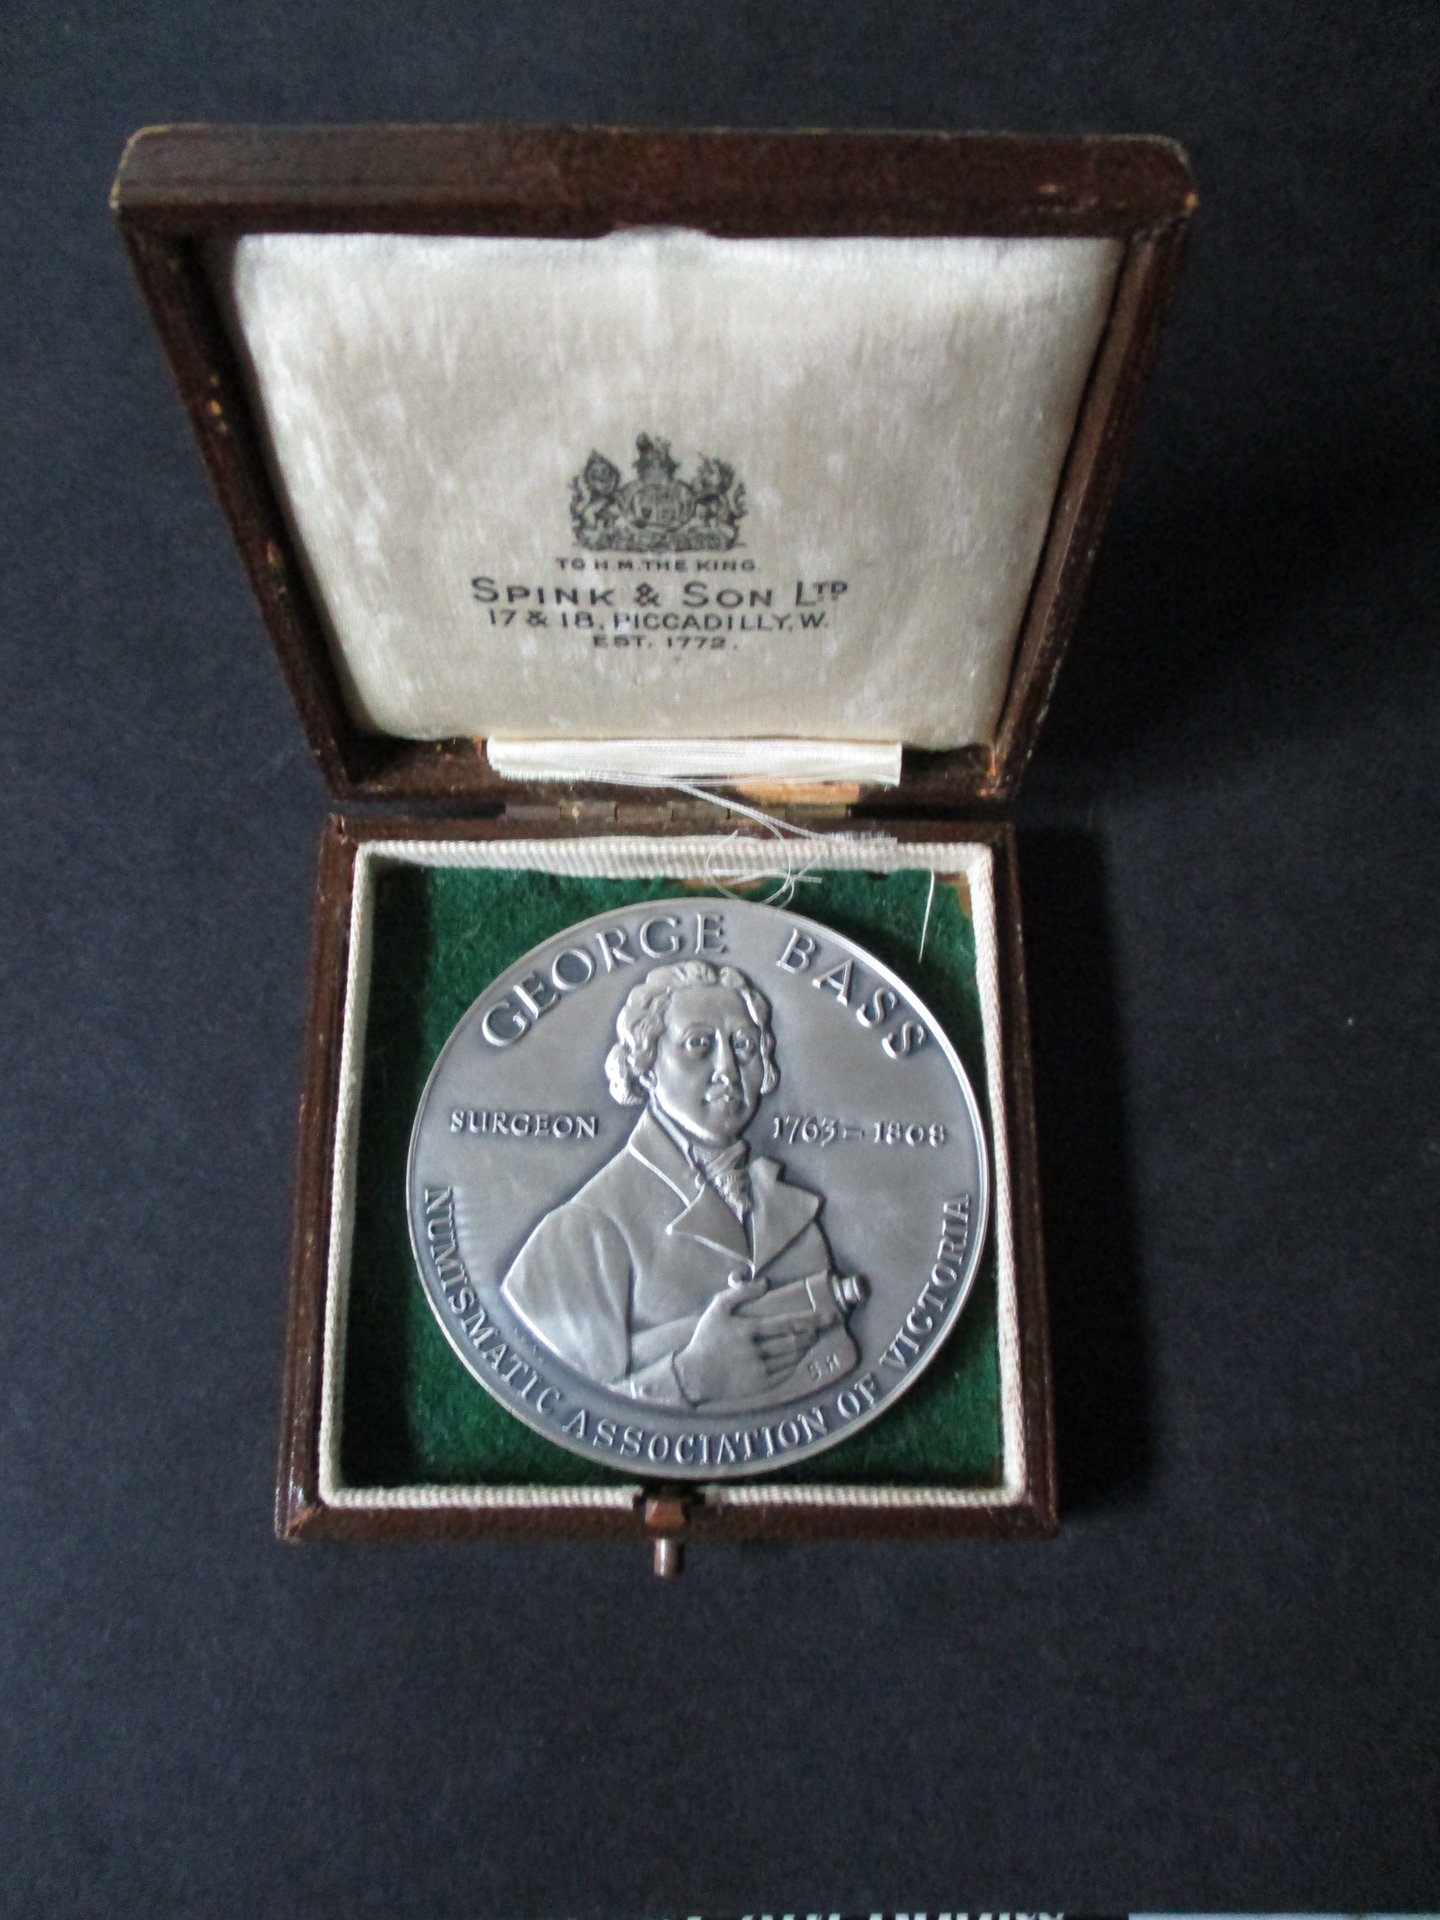 TO H.M. THE KING.
SPINK & SON LTD
17 & 18, PICCADILLY, W.
EST. 1772.
GEORGE BASS
SURGEON 1763–1808
NUMISMATIC ASSOCIATION OF VICTORIA